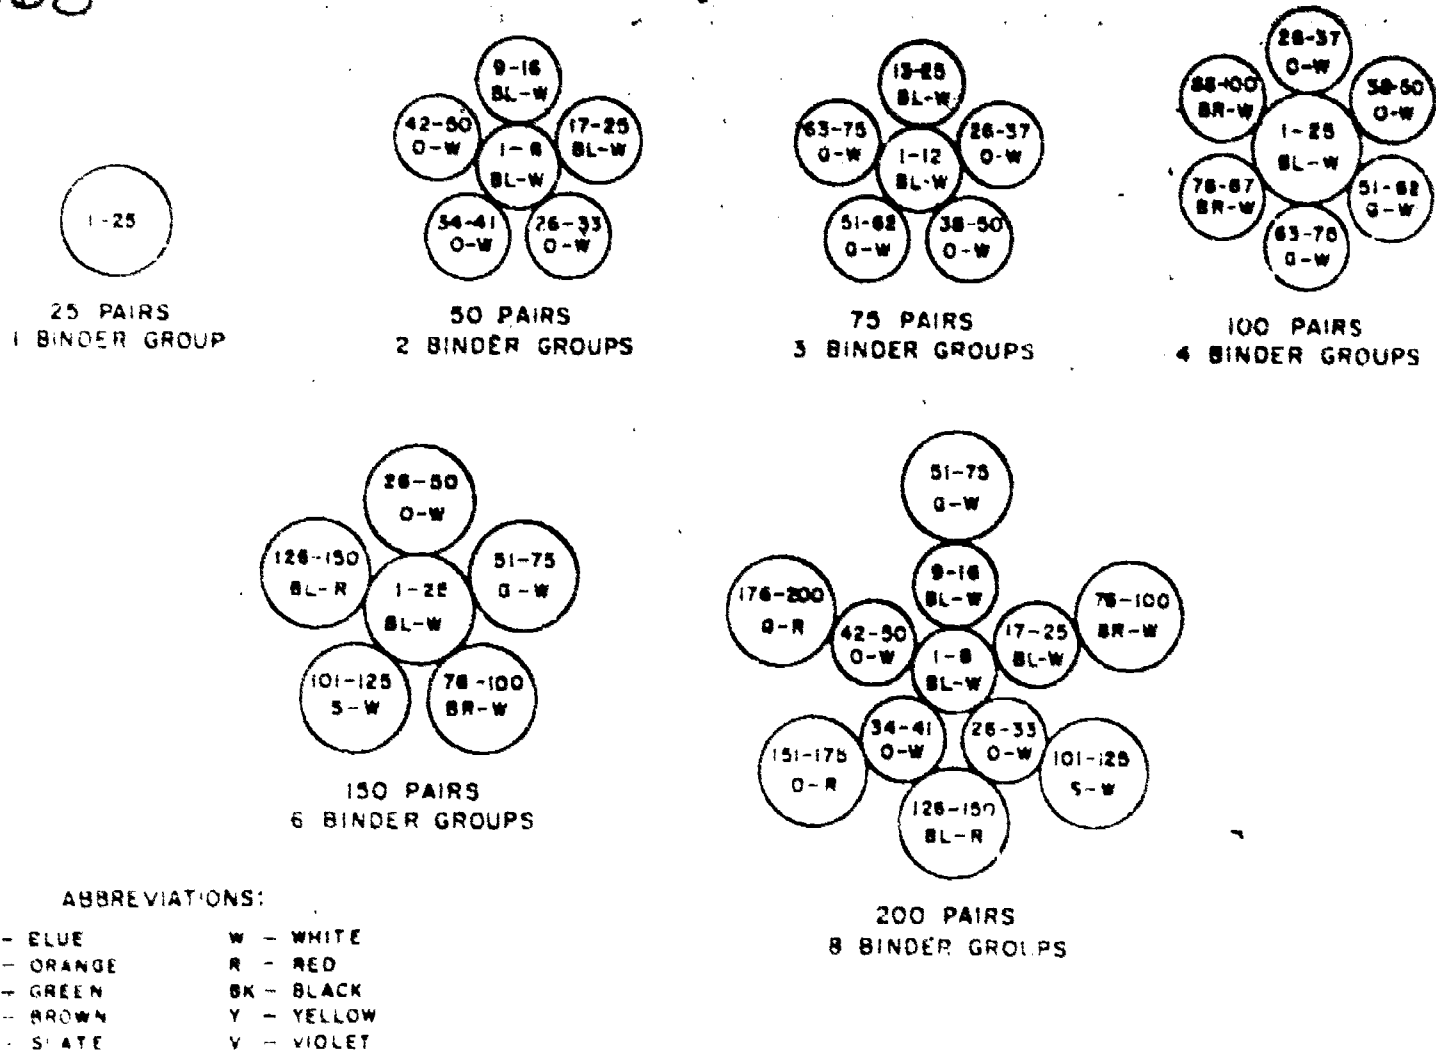 1-25
25 PAIRS
1 BINDER GROUP
9-16
BL-W
42-50
O-W
17-25
BL-W
1-8
BL-W
34-41
O-W
26-33
O-W
50 PAIRS
2 BINDER GROUPS
13-25
BL-W
63-75
G-W
26-37
O-W
1-12
BL-W
51-62
G-W
38-50
O-W
75 PAIRS
3 BINDER GROUPS
26-37
O-W
88-100
BR-W
38-50
O-W
1-25
BL-W
76-87
BR-W
51-62
G-W
63-75
G-W
100 PAIRS
4 BINDER GROUPS
26-50
O-W
126-150
BL-R
51-75
G-W
1-25
BL-W
101-125
S-W
76-100
BR-W
150 PAIRS
6 BINDER GROUPS
51-75
G-W
9-16
BL-W
176-200
G-R
76-100
BR-W
42-50
O-W
17-25
BL-W
1-8
BL-W
34-41
O-W
26-33
O-W
151-175
O-R
101-125
S-W
126-150
BL-R
200 PAIRS
8 BINDER GROUPS
ABBREVIATIONS:
- BLUE W - WHITE
- ORANGE R - RED
- GREEN BK - BLACK
- BROWN Y - YELLOW
- SLATE V - VIOLET